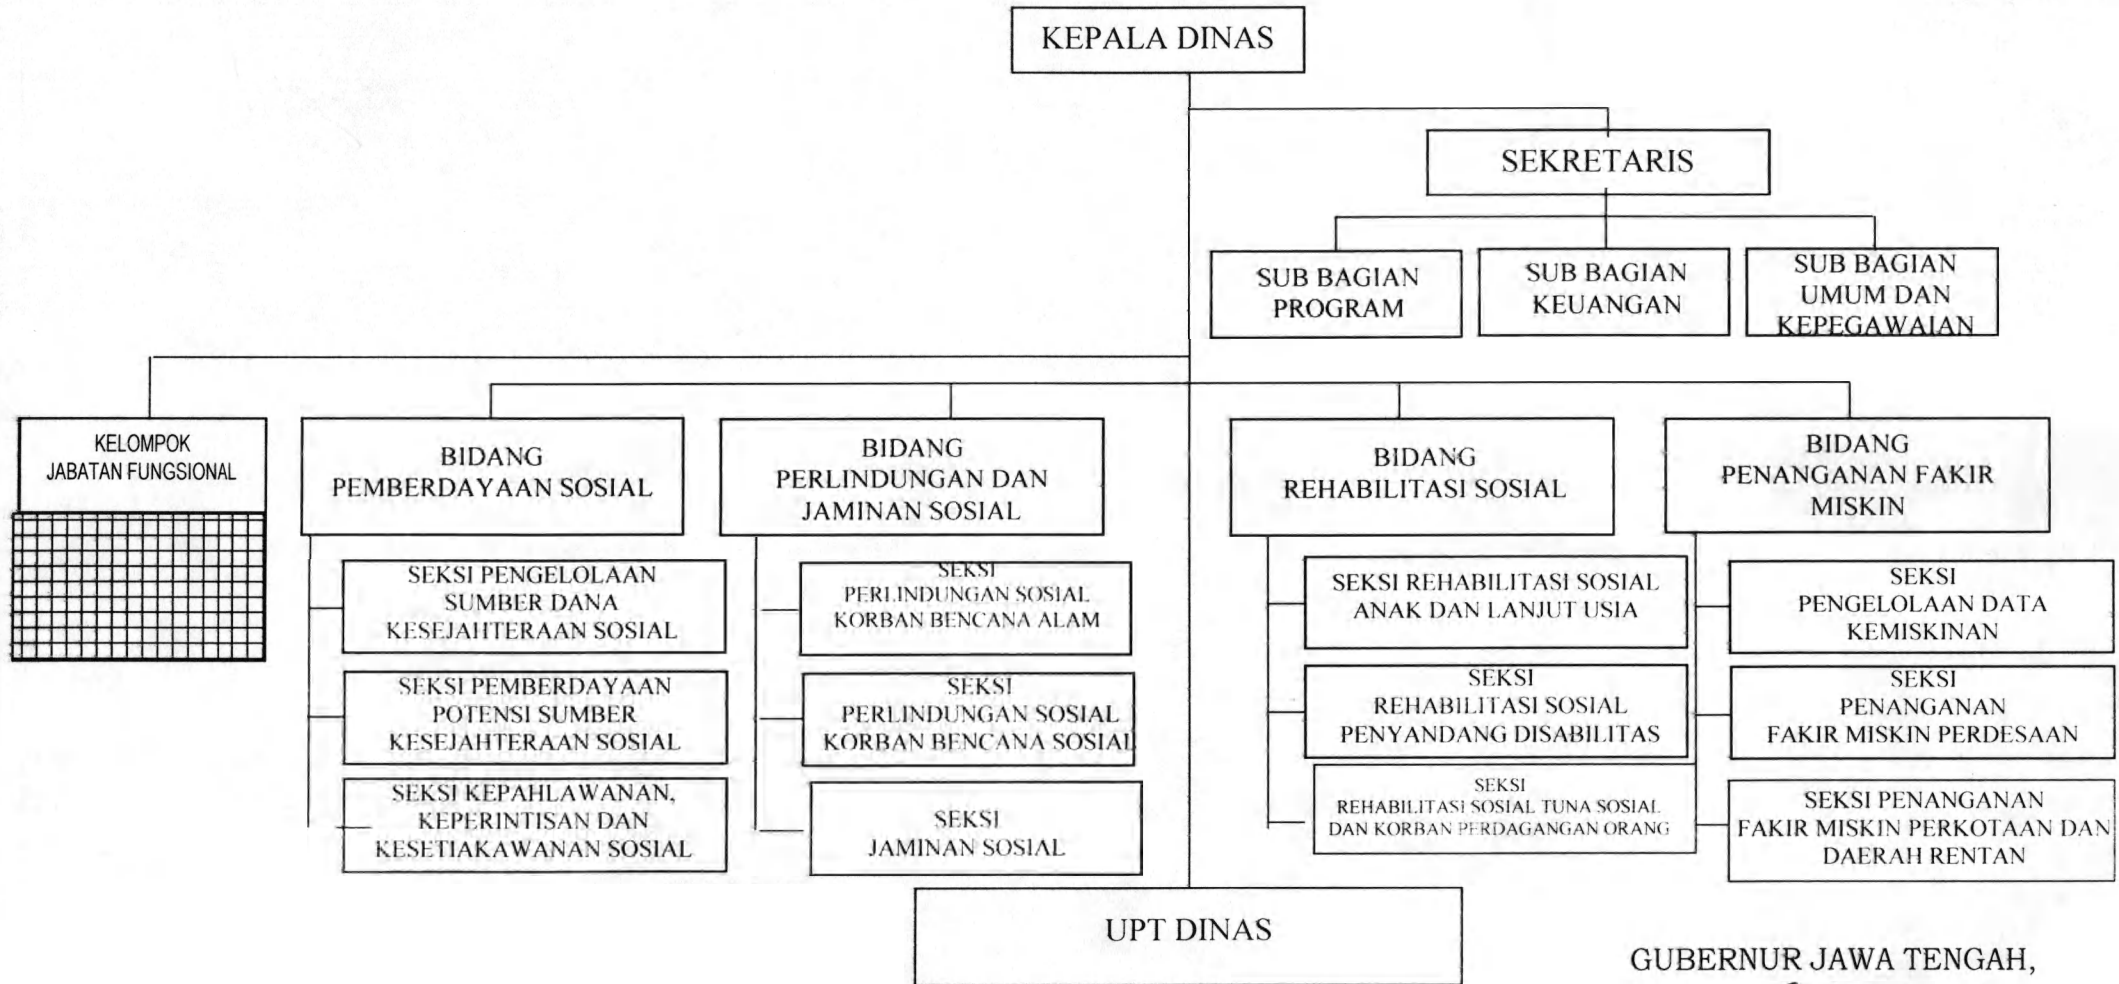 KEPALA DINAS
SEKRETARIS
SUB BAGIAN
PROGRAM
SUB BAGIAN
KEUANGAN
SUB BAGIAN
UMUM DAN
KEPEGAWAIAN
KELOMPOK
JABATAN FUNGSIONAL
BIDANG
PEMBERDAYAAN SOSIAL
BIDANG
PERLINDUNGAN DAN
JAMINAN SOSIAL
BIDANG
REHABILITASI SOSIAL
BIDANG
PENANGANAN FAKIR
MISKIN
SEKSI PENGELOLAAN
SUMBER DANA
KESEJAHTERAAN SOSIAL
SEKSI PEMBERDAYAAN
POTENSI SUMBER
KESEJAHTERAAN SOSIAL
SEKSI KEPAHLAWANAN,
KEPERINTISAN DAN
KESETIAKAWANAN SOSIAL
SEKSI
PERLINDUNGAN SOSIAL
KORBAN BENCANA ALAM
SEKSI
PERLINDUNGAN SOSIAL
KORBAN BENCANA SOSIAL
SEKSI
JAMINAN SOSIAL
SEKSI REHABILITASI SOSIAL
ANAK DAN LANJUT USIA
SEKSI
REHABILITASI SOSIAL
PENYANDANG DISABILITAS
SEKSI
REHABILITASI SOSIAL TUNA SOSIAL
DAN KORBAN PERDAGANGAN ORANG
SEKSI
PENGELOLAAN DATA
KEMISKINAN
SEKSI
PENANGANAN
FAKIR MISKIN PERDESAAN
SEKSI PENANGANAN
FAKIR MISKIN PERKOTAAN DAN
DAERAH RENTAN
UPT DINAS
GUBERNUR JAWA TENGAH,